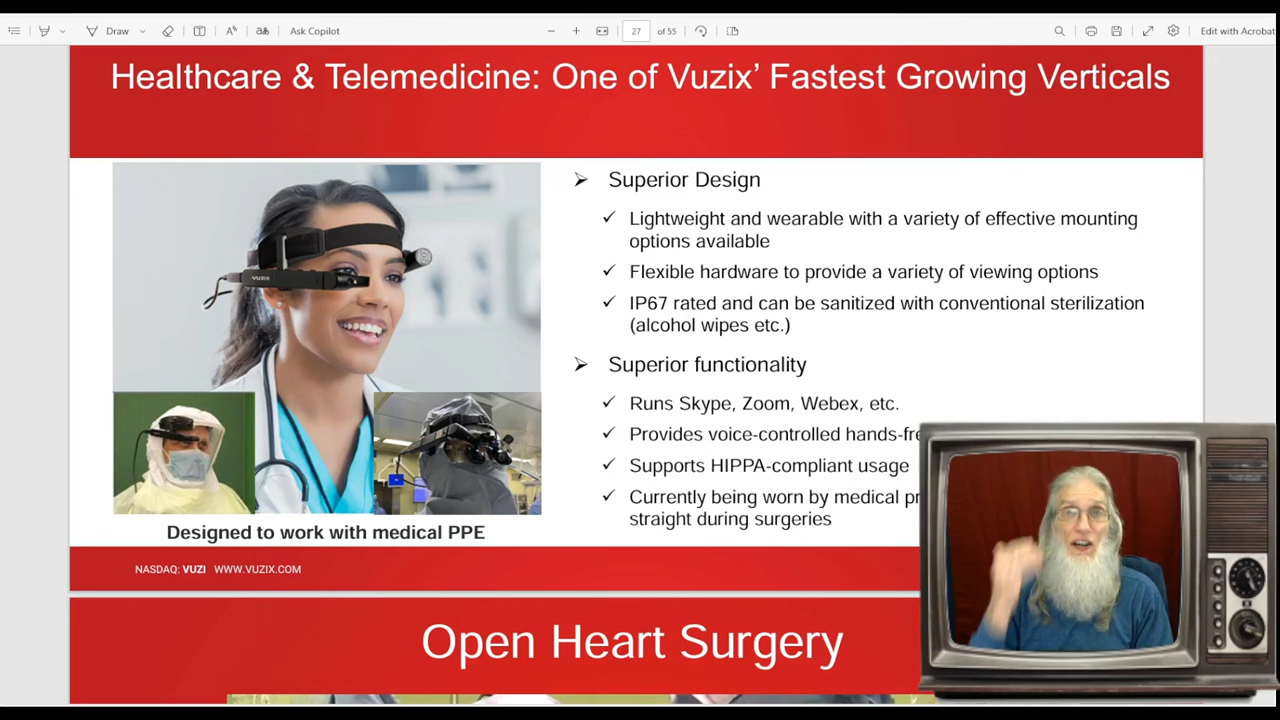 Draw
Ask Copilot
27
of 55
Edit with Acrobat
Healthcare & Telemedicine: One of Vuzix’ Fastest Growing Verticals
Superior Design
Lightweight and wearable with a variety of effective mounting
options available
Flexible hardware to provide a variety of viewing options
IP67 rated and can be sanitized with conventional sterilization
(alcohol wipes etc.)
Superior functionality
Runs Skype, Zoom, Webex, etc.
Provides voice-controlled hands-fre
Supports HIPPA-compliant usage
Currently being worn by medical pr
straight during surgeries
VUZIX
Designed to work with medical PPE
NASDAQ: VUZI WWW.VUZIX.COM
Open Heart Surgery